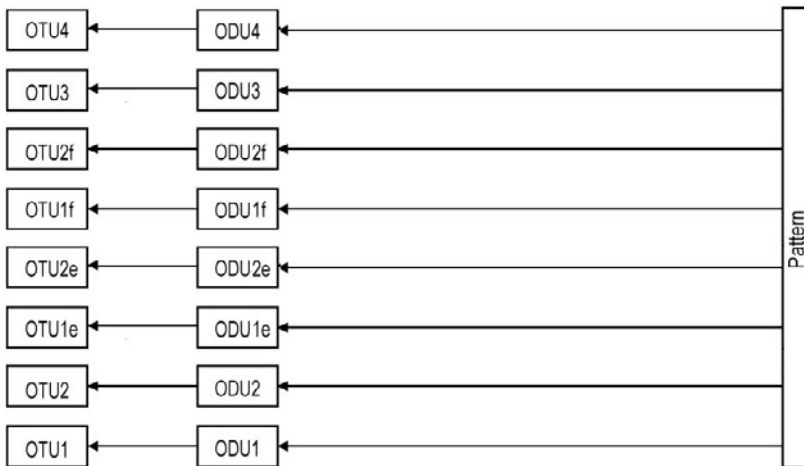 OTU4 ODU4
OTU3 ODU3
OTU2f ODU2f
OTU1f ODU1f
OTU2e ODU2e
OTU1e ODU1e
OTU2 ODU2
OTU1 ODU1
Pattern